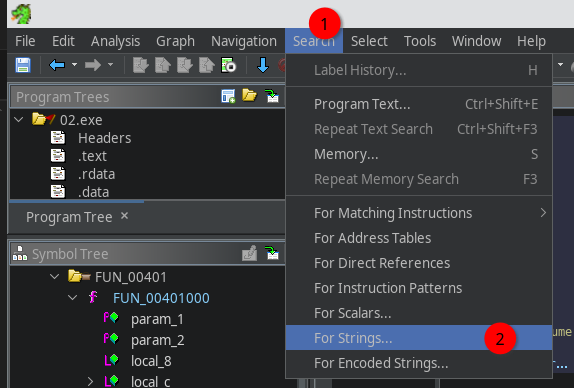 1
File Edit Analysis Graph Navigation Search Select Tools Window Help
Label History... H
Program Trees
Program Text... Ctrl+Shift+E
02.exe
Repeat Text Search Ctrl+Shift+F3
Headers
Memory... S
.text
Repeat Memory Search F3
.rdata
.data
For Matching Instructions
Program Tree ×
For Address Tables
Symbol Tree
For Direct References
FUN_00401
For Instruction Patterns
FUN_00401000
For Scalars...
param_1
For Strings... 2
param_2
For Encoded Strings...
local_8
local_c